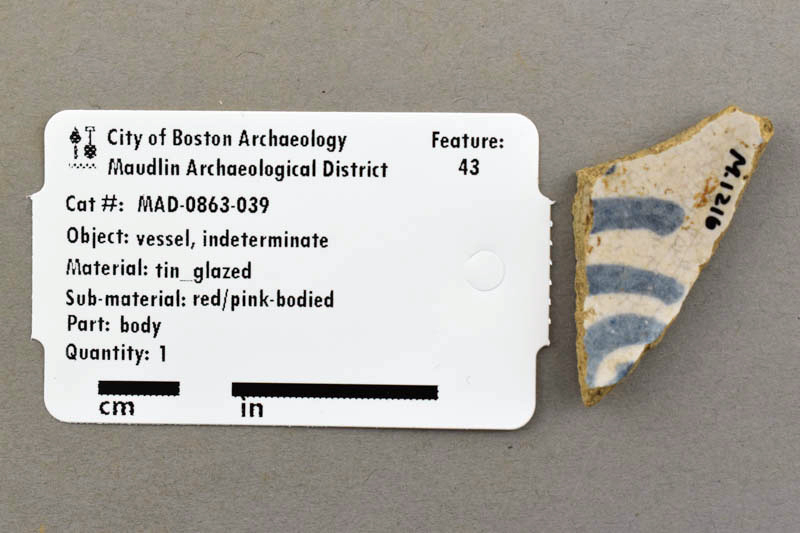 City of Boston Archaeology
Maudlin Archaeological District
Feature:
43
Cat #: MAD-0863-039
Object: vessel, indeterminate
Material: tin_glazed
Sub-material: red/pink-bodied
Part: body
Quantity: 1
cm
in
M.1216